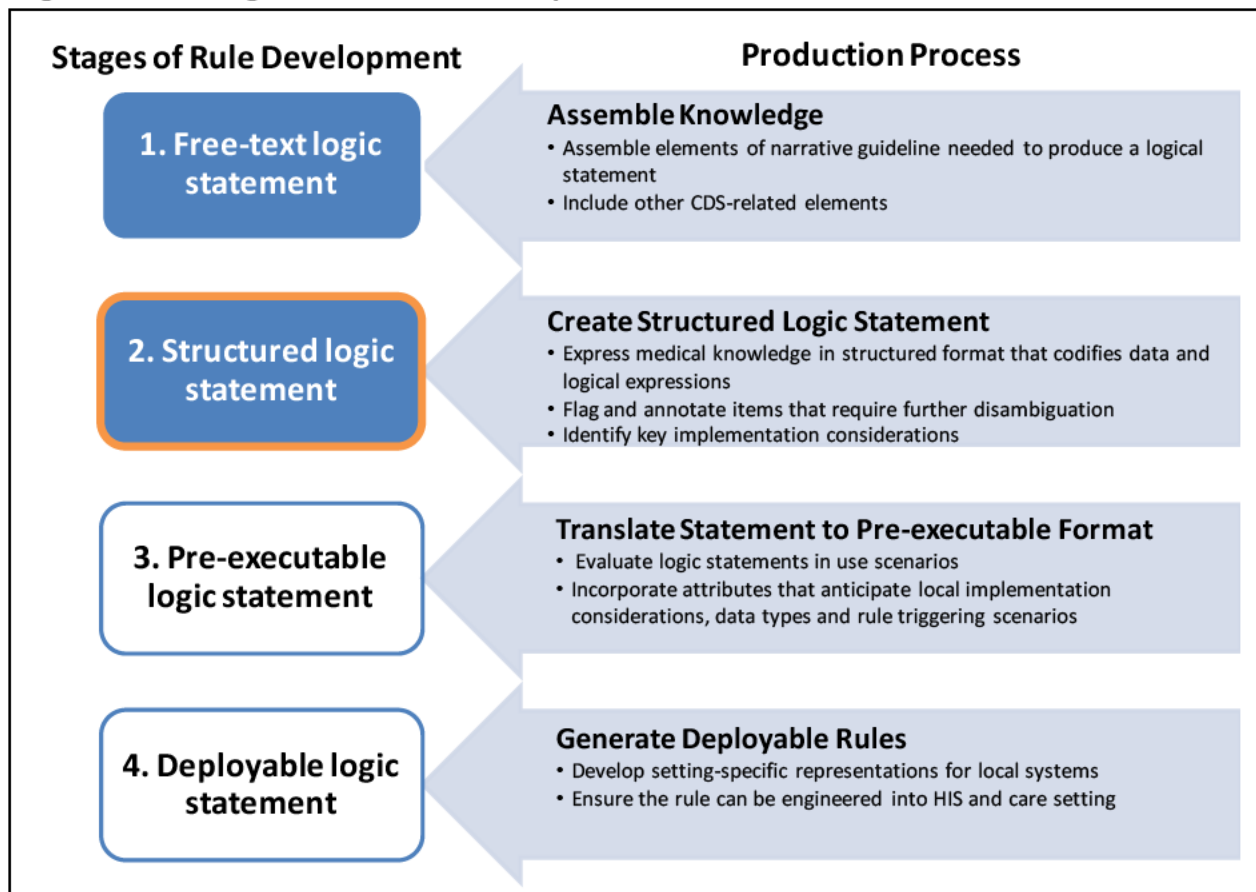 Stages of Rule Development
Production Process
1. Free-text logic
statement
Assemble Knowledge
• Assemble elements of narrative guideline needed to produce a logical
statement
• Include other CDS-related elements
2. Structured logic
statement
Create Structured Logic Statement
• Express medical knowledge in structured format that codifies data and
logical expressions
• Flag and annotate items that require further disambiguation
• Identify key implementation considerations
3. Pre-executable
logic statement
Translate Statement to Pre-executable Format
• Evaluate logic statements in use scenarios
• Incorporate attributes that anticipate local implementation
considerations, data types and rule triggering scenarios
4. Deployable logic
statement
Generate Deployable Rules
• Develop setting-specific representations for local systems
• Ensure the rule can be engineered into HIS and care setting